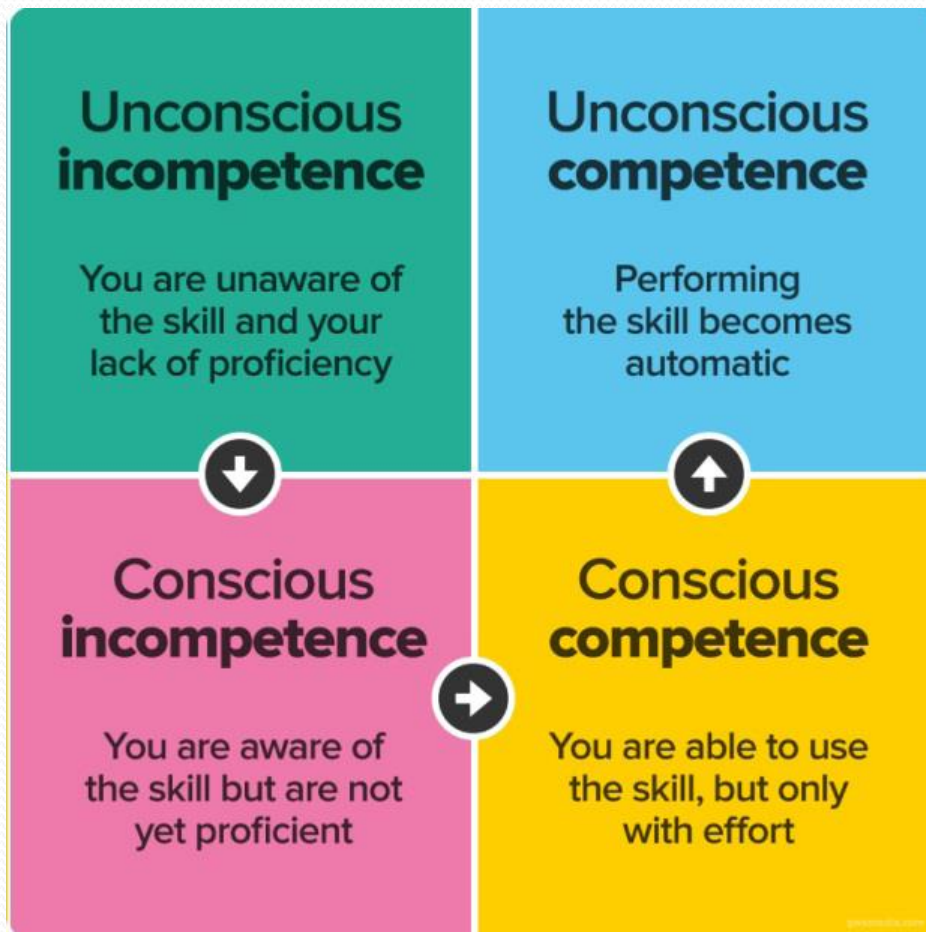 Unconscious
incompetence
You are unaware of
the skill and your
lack of proficiency
Unconscious
competence
Performing
the skill becomes
automatic
Conscious
incompetence
You are aware of
the skill but are not
yet proficient
Conscious
competence
You are able to use
the skill, but only
with effort